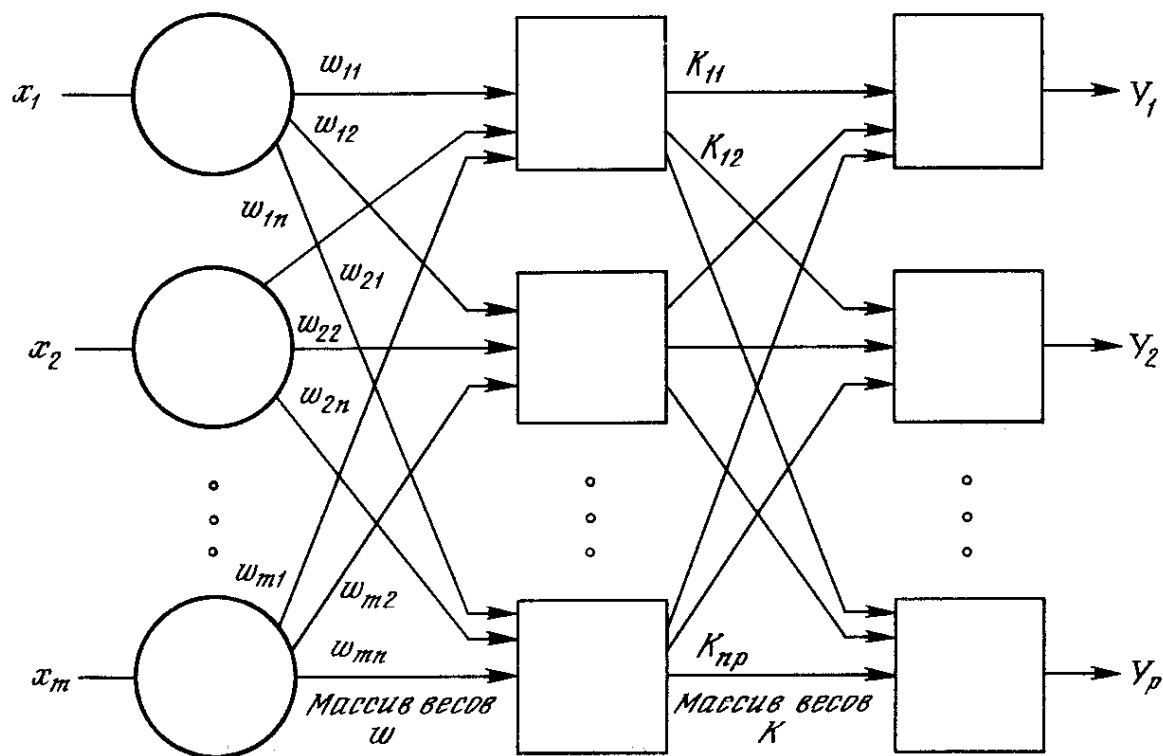 x₁
w₁₁
K₁₁
Y₁
w₁₂
K₁₂
w₁ₙ
w₂₁
x₂
w₂₂
Y₂
w₂ₙ
wₘ₁
wₘ₂
xₘ
wₘₙ
Kₙₚ
Yₚ
Массив весов
w
Массив весов
K